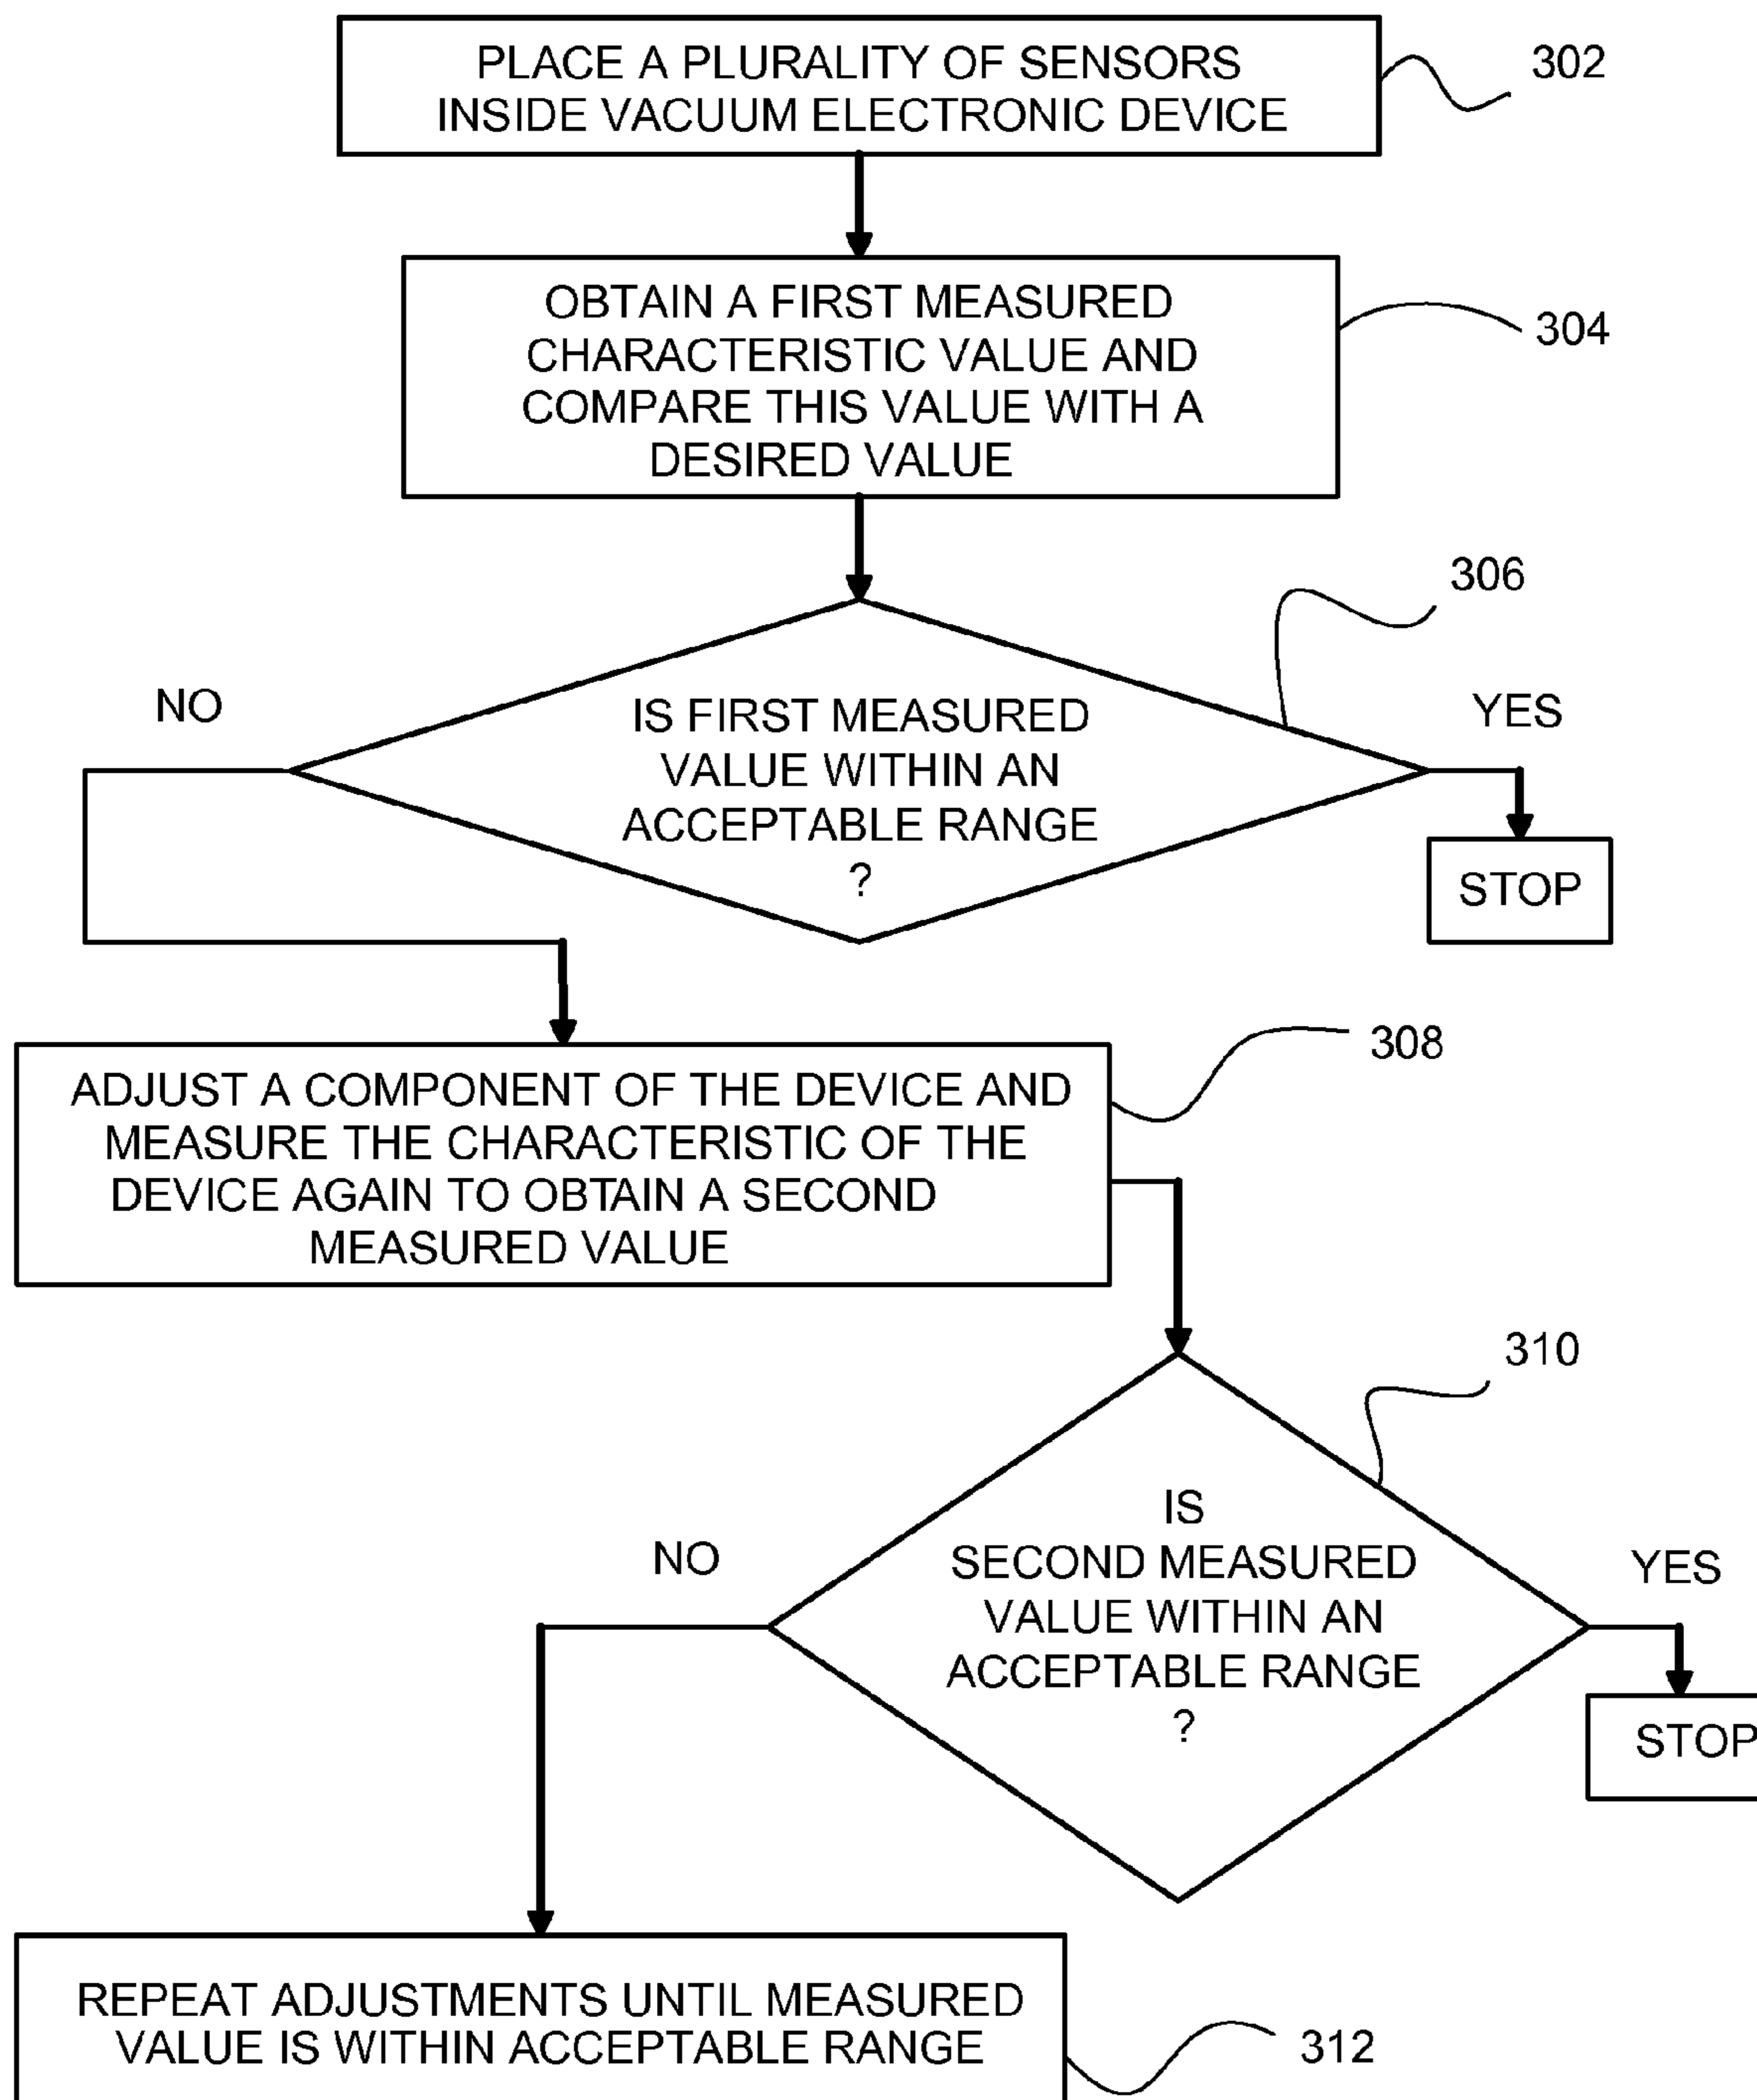 PLACE A PLURALITY OF SENSORS
INSIDE VACUUM ELECTRONIC DEVICE
302
OBTAIN A FIRST MEASURED
CHARACTERISTIC VALUE AND
COMPARE THIS VALUE WITH A
DESIRED VALUE
304
306
NO
IS FIRST MEASURED
VALUE WITHIN AN
ACCEPTABLE RANGE
?
YES
STOP
308
ADJUST A COMPONENT OF THE DEVICE AND
MEASURE THE CHARACTERISTIC OF THE
DEVICE AGAIN TO OBTAIN A SECOND
MEASURED VALUE
310
NO
IS
SECOND MEASURED
VALUE WITHIN AN
ACCEPTABLE RANGE
?
YES
STOP
REPEAT ADJUSTMENTS UNTIL MEASURED
VALUE IS WITHIN ACCEPTABLE RANGE
312